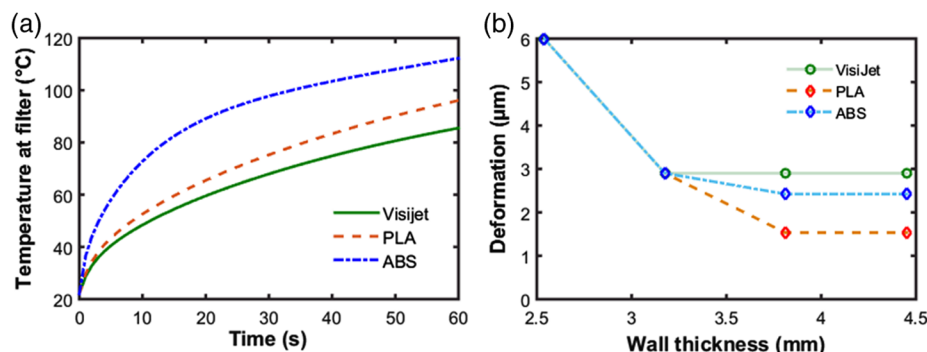 (a)
Temperature at filter (°C)
120
100
80
60
40
20
0
10
20
30
40
50
60
Time (s)
Visijet
PLA
ABS
(b)
Deformation (μm)
6
5
4
3
2
1
0
2.5
3
3.5
4
4.5
Wall thickness (mm)
VisiJet
PLA
ABS